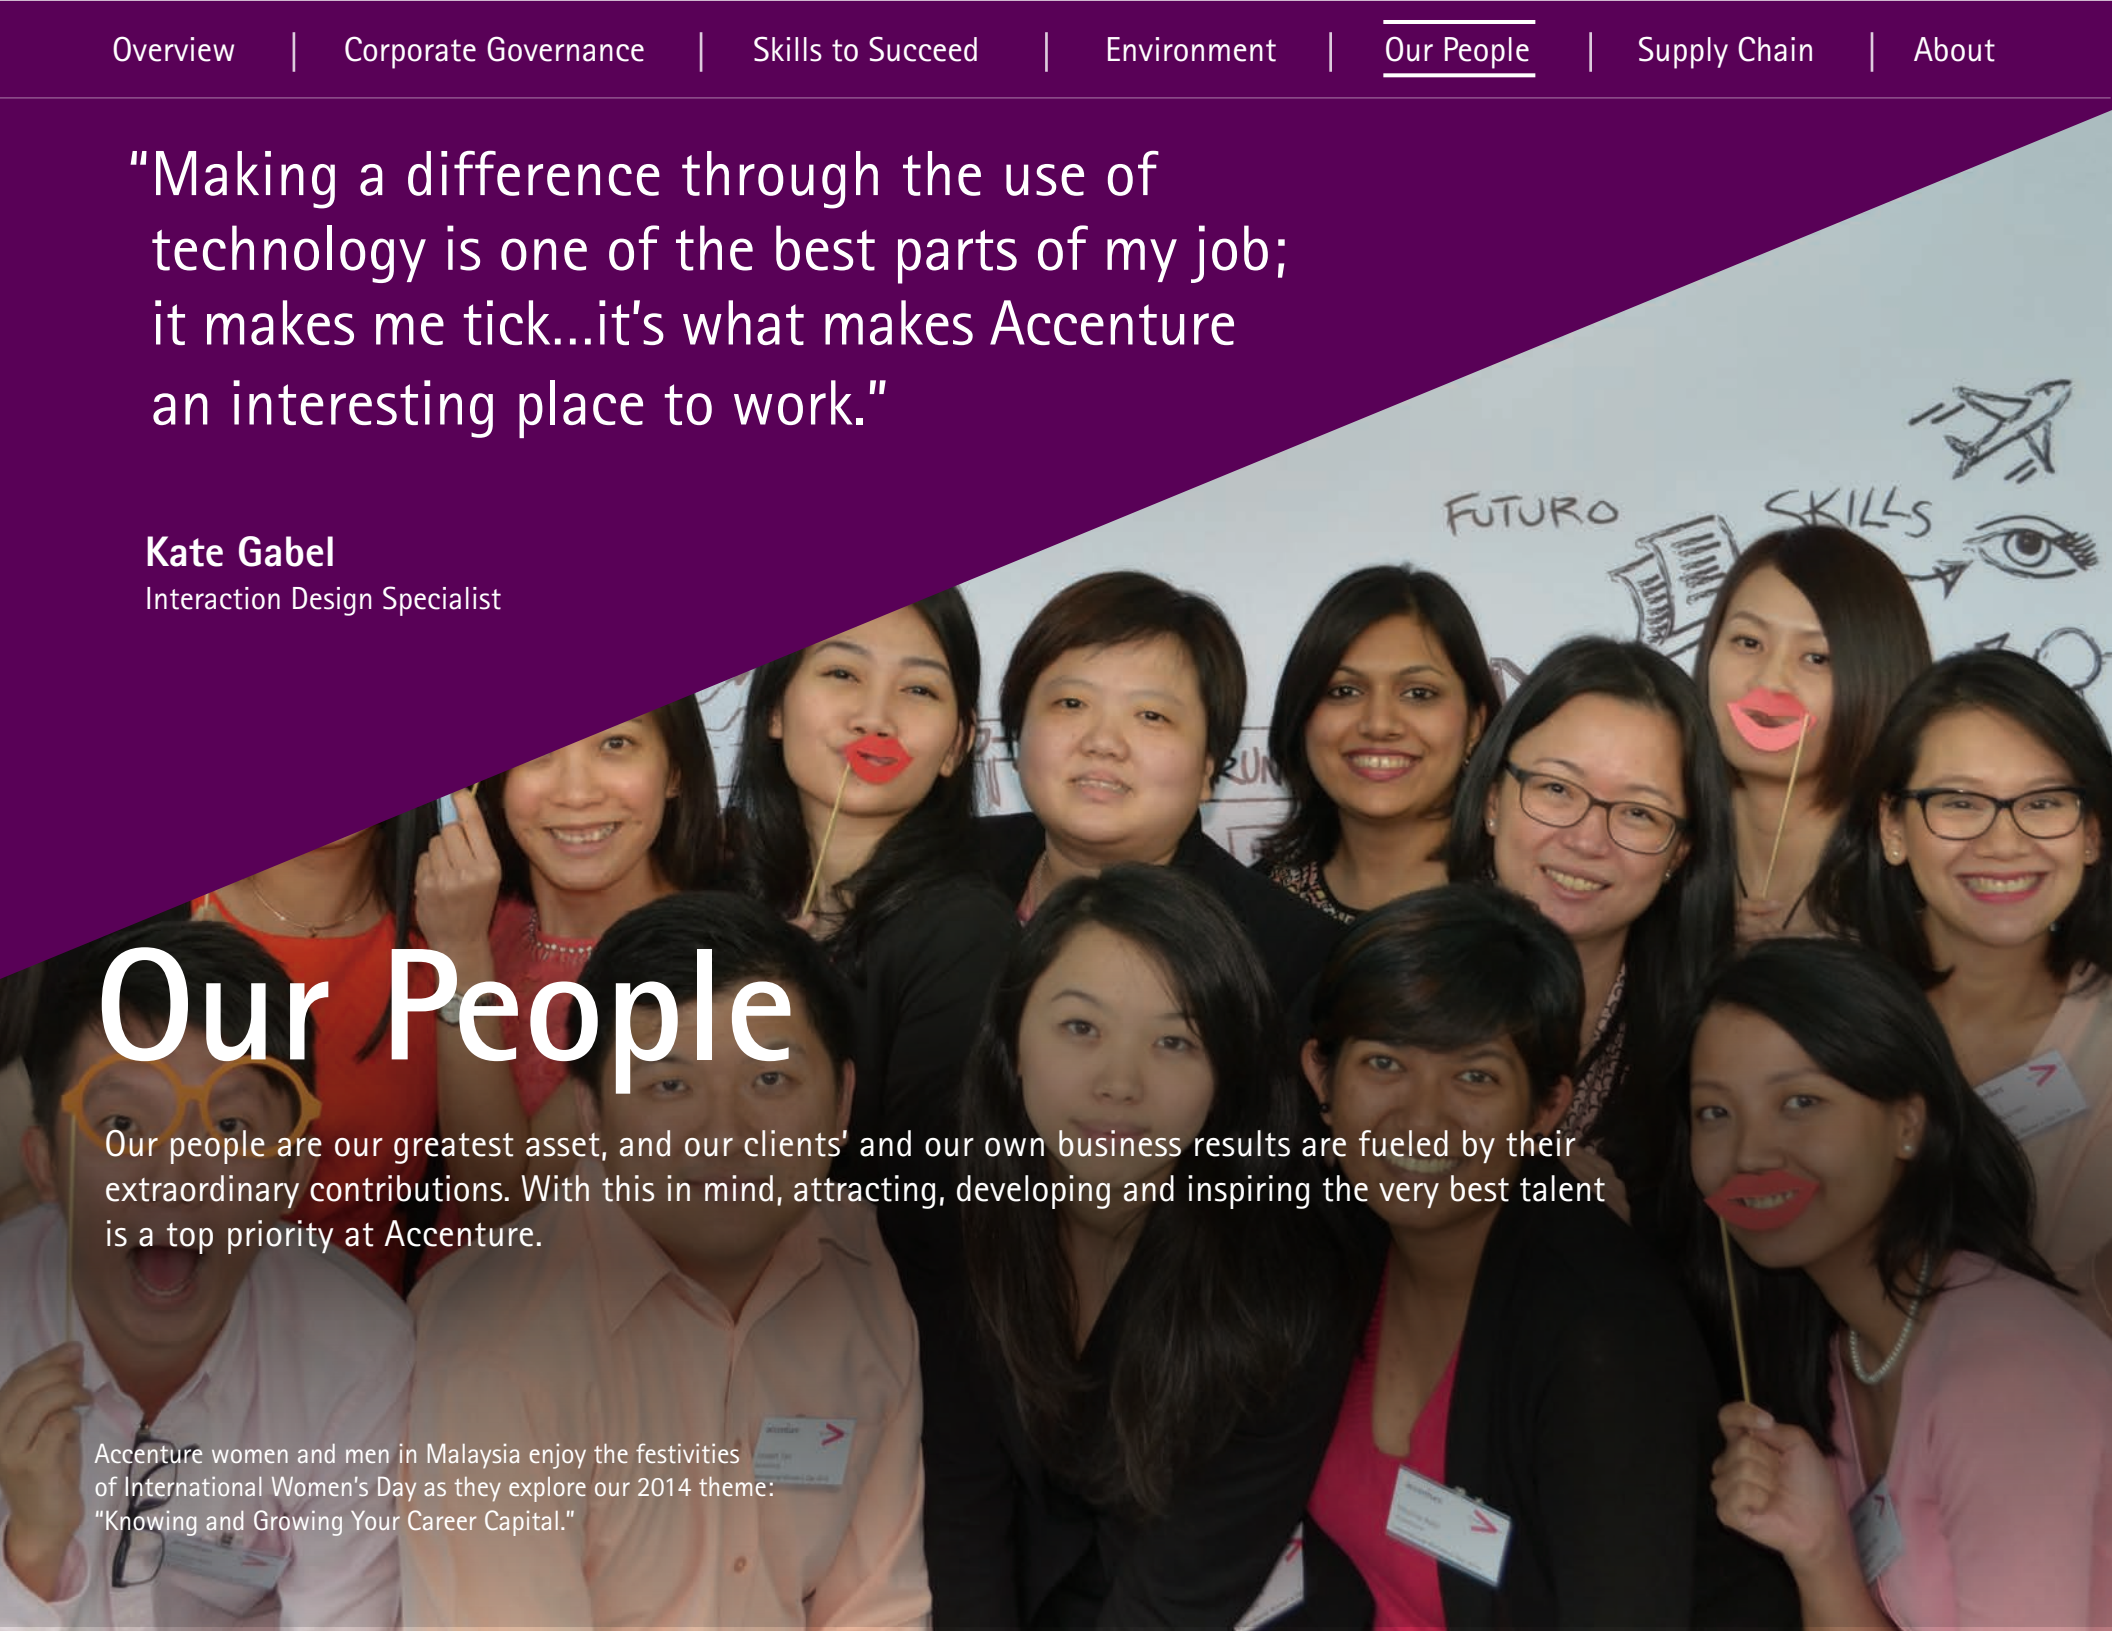 Overview | Corporate Governance | Skills to Succeed | Environment | Our People | Supply Chain | About
"Making a difference through the use of
technology is one of the best parts of my job;
it makes me tick...it's what makes Accenture
an interesting place to work."
Kate Gabel
Interaction Design Specialist
FUTURO
SKILLS
Our People
Our people are our greatest asset, and our clients' and our own business results are fueled by their
extraordinary contributions. With this in mind, attracting, developing and inspiring the very best talent
is a top priority at Accenture.
Accenture women and men in Malaysia enjoy the festivities
of International Women's Day as they explore our 2014 theme:
"Knowing and Growing Your Career Capital."